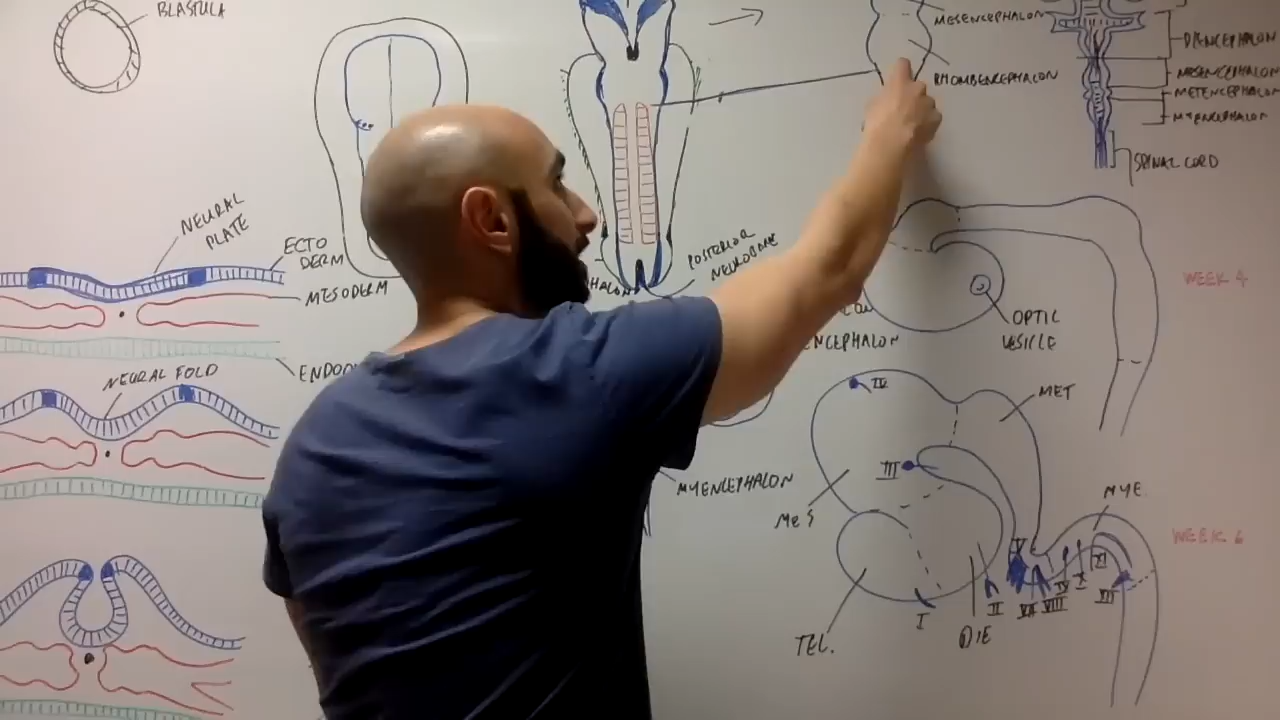 BLASTULA
MESENCEPHALON
RHOMBENCEPHALON
DIENCEPHALON
MESENCEPHALON
METENCEPHALON
MYENCEPHALON
SPINAL CORD
NEURAL
PLATE
ECTO
DERM
MESODERM
POSTERIOR
NEUROPORE
HALON
WEEK 4
OPTIC
VESICLE
ENCEPHALON
NEURAL FOLD
ENDO
IV
MET
III
MYENCEPHALON
MES
MYE.
WEEK 6
V
XI
I
II
VII
VIII
IX
X
XII
TEL.
DIE